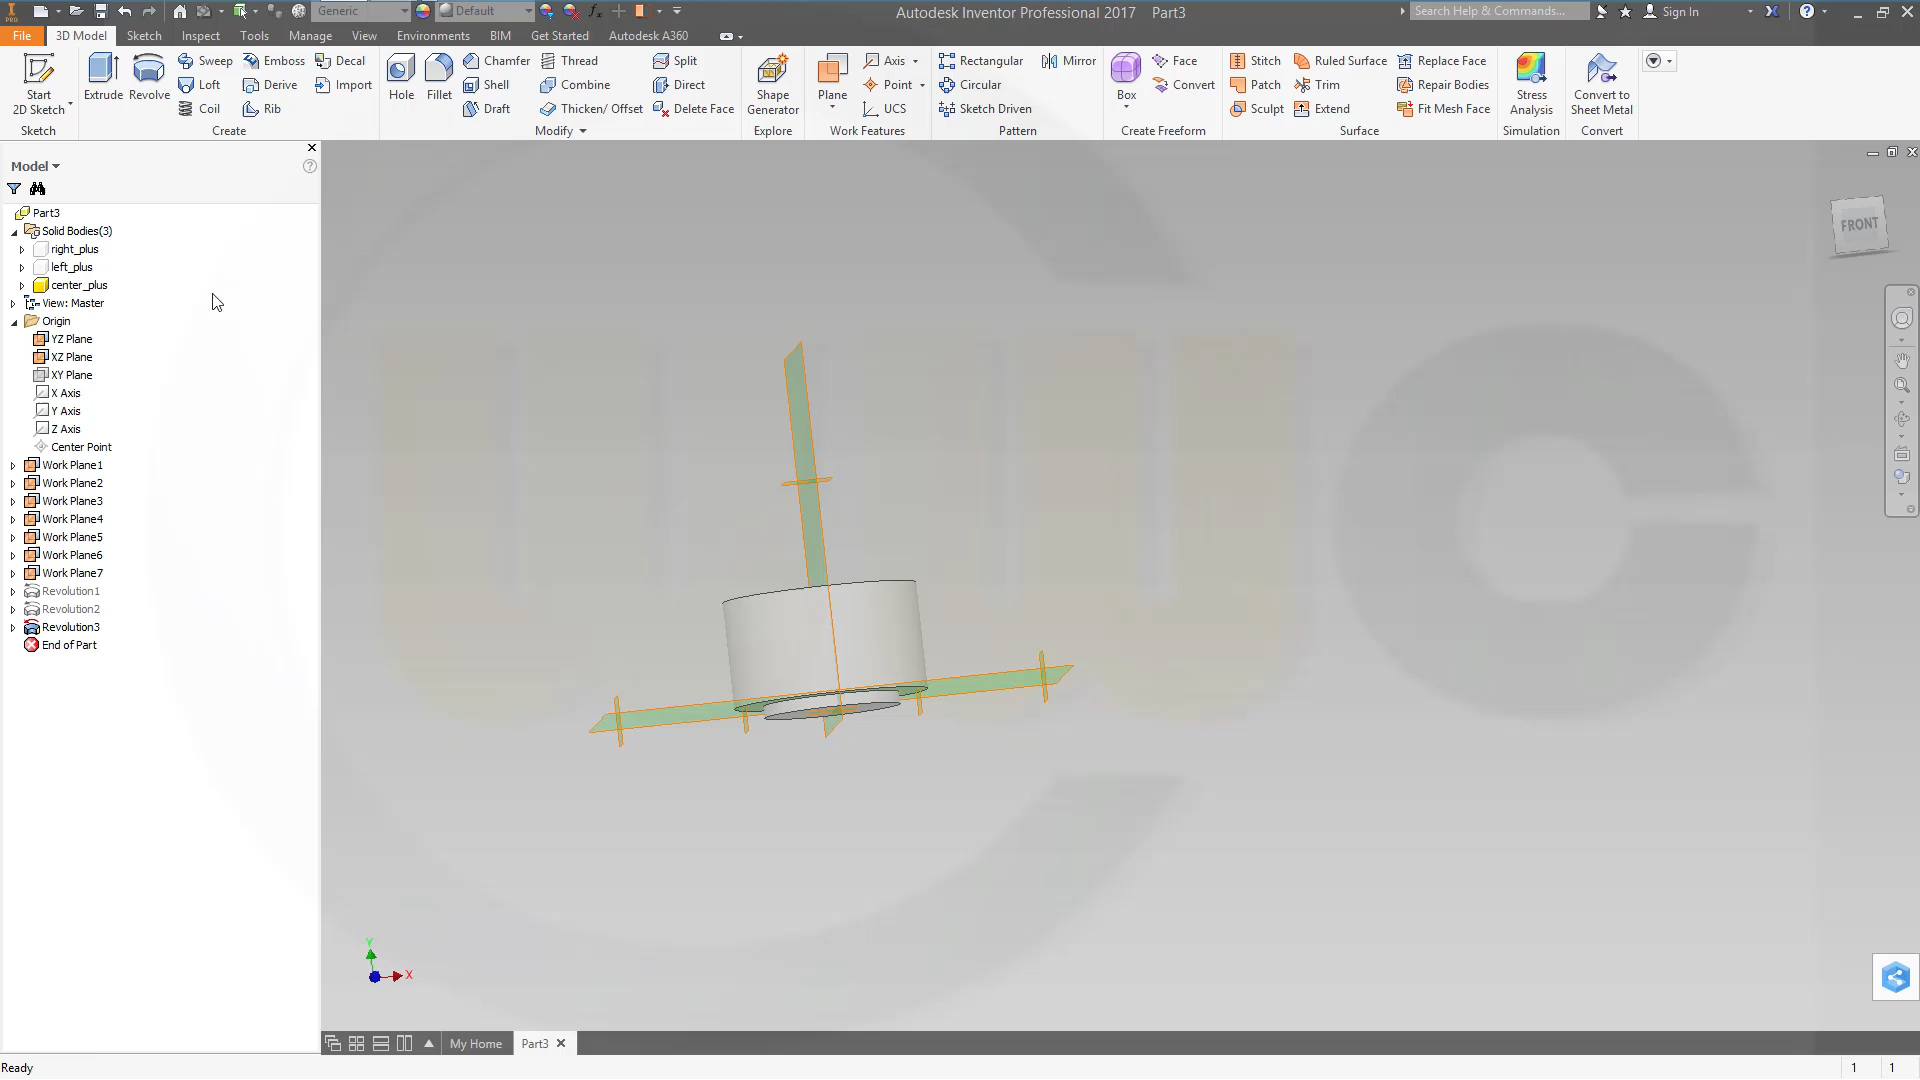 PRO
Generic
Default
fx
Autodesk Inventor Professional 2017 Part3
Search Help & Commands...
Sign In
File
3D Model
Sketch
Inspect
Tools
Manage
View
Environments
BIM
Get Started
Autodesk A360
Start
2D Sketch
Sketch
Extrude
Revolve
Sweep
Emboss
Decal
Loft
Derive
Import
Coil
Rib
Create
Hole
Fillet
Chamfer
Thread
Split
Shell
Combine
Direct
Draft
Thicken/ Offset
Delete Face
Modify
Shape
Generator
Explore
Plane
Axis
Point
UCS
Work Features
Rectangular
Mirror
Circular
Sketch Driven
Pattern
Box
Face
Convert
Create Freeform
Stitch
Ruled Surface
Replace Face
Patch
Trim
Repair Bodies
Sculpt
Extend
Fit Mesh Face
Surface
Stress
Analysis
Simulation
Convert to
Sheet Metal
Convert
Model
Part3
Solid Bodies(3)
right_plus
left_plus
center_plus
View: Master
Origin
YZ Plane
XZ Plane
XY Plane
X Axis
Y Axis
Z Axis
Center Point
Work Plane1
Work Plane2
Work Plane3
Work Plane4
Work Plane5
Work Plane6
Work Plane7
Revolution1
Revolution2
Revolution3
End of Part
FRONT
Y
X
My Home
Part3
Ready
1
1